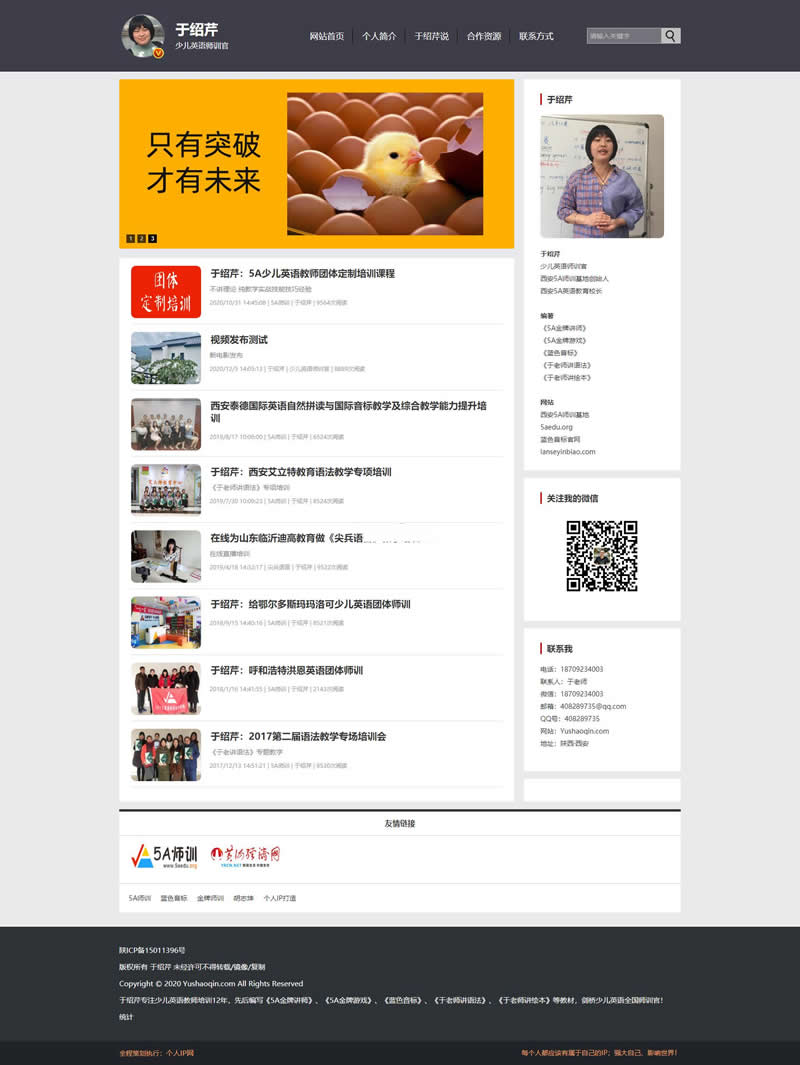 于绍芹
少儿英语师训官
网站首页 个人简介 于绍芹说 合作资源 联系方式
请输入关键字
只有突破
才有未来
1 2 3
团体
定制培训
于绍芹：5A少儿英语教师团体定制培训课程
不讲理论 纯教学实战技能技巧经验
2020/10/31 14:45:08 | 5A师训 | 于绍芹 | 9564次阅读
视频发布测试
新电影发布
2020/12/3 14:05:13 | 于绍芹 | 少儿英语师训官 | 8889次阅读
西安泰德国际英语自然拼读与国际音标教学及综合教学能力提升培
训
2019/8/17 10:06:00 | 5A师训 | 于绍芹 | 6524次阅读
于绍芹：西安艾立特教育语法教学专项培训
《于老师讲语法》专项培训
2019/7/30 10:09:23 | 5A师训 | 于绍芹 | 8524次阅读
在线为山东临沂迪高教育做《尖兵语
在线直播培训
2019/4/18 14:32:17 | 尖兵语音 | 于绍芹 | 9522次阅读
于绍芹：给鄂尔多斯玛玛洛可少儿英语团体师训
2018/9/15 14:40:16 | 5A师训 | 于绍芹 | 8521次阅读
于绍芹：呼和浩特洪恩英语团体师训
2018/1/16 14:41:55 | 5A师训 | 于绍芹 | 2143次阅读
于绍芹：2017第二届语法教学专场培训会
《于老讲语法》专题教学
2017/12/13 14:51:21 | 5A师训 | 于绍芹 | 8530次阅读
于绍芹
于绍芹
少儿英语师训官
西安5A师训基地创始人
西安5A英语教育校长
编著
《5A金牌讲师》
《5A金牌游戏》
《蓝色音标》
《于老师讲语法》
《于老师讲绘本》
网站
西安5A师训基地
5aedu.org
蓝色音标官网
lanseyinbiao.com
关注我的微信
联系我
电话：18709234003
联系人：于老师
微信：18709234003
邮箱：408289735@qq.com
QQ号：408289735
网站：Yushaoqin.com
地址：陕西·西安
友情链接
5A师训
www.5aedu.org
黄河经济网
5A师训 蓝色音标 金牌师训 胡志坤 个人IP打造
陕ICP备15011396号
版权所有 于绍芹 未经许可不得转载/镜像/复制
Copyright © 2020 Yushaoqin.com All Rights Reserved
于绍芹专注少儿英语教师培训12年，先后编写《5A金牌讲师》、《5A金牌游戏》、《蓝色音标》、《于老师讲语法》、《于老师讲绘本》等教材，剑桥少儿英语全国师训官！
统计
全程策划执行：个人IP网
每个人都应该有属于自己的IP；强大自己、影响世界！